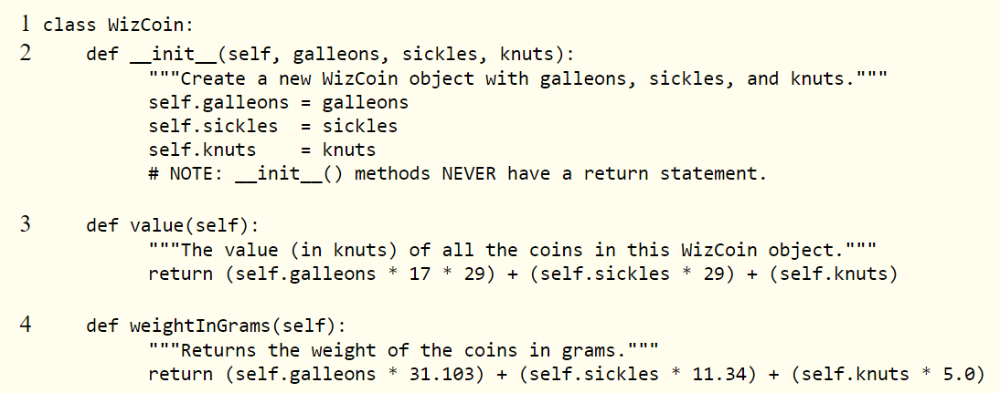 1 class WizCoin:
2     def __init__(self, galleons, sickles, knuts):
          """Create a new WizCoin object with galleons, sickles, and knuts."""
          self.galleons = galleons
          self.sickles  = sickles
          self.knuts    = knuts
          # NOTE: __init__() methods NEVER have a return statement.
3     def value(self):
          """The value (in knuts) of all the coins in this WizCoin object."""
          return (self.galleons * 17 * 29) + (self.sickles * 29) + (self.knuts)
4     def weightInGrams(self):
          """Returns the weight of the coins in grams."""
          return (self.galleons * 31.103) + (self.sickles * 11.34) + (self.knuts * 5.0)